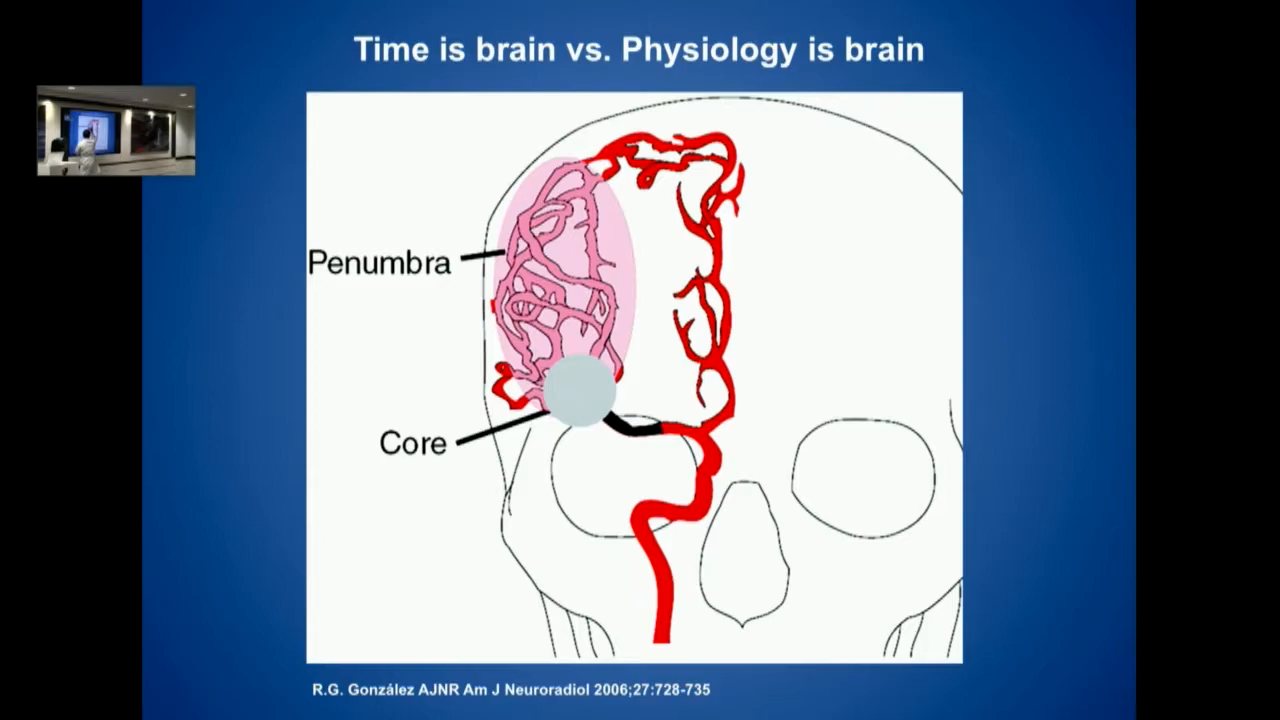 Time is brain vs. Physiology is brain
Penumbra
Core
R.G. González AJNR Am J Neuroradiol 2006;27:728-735